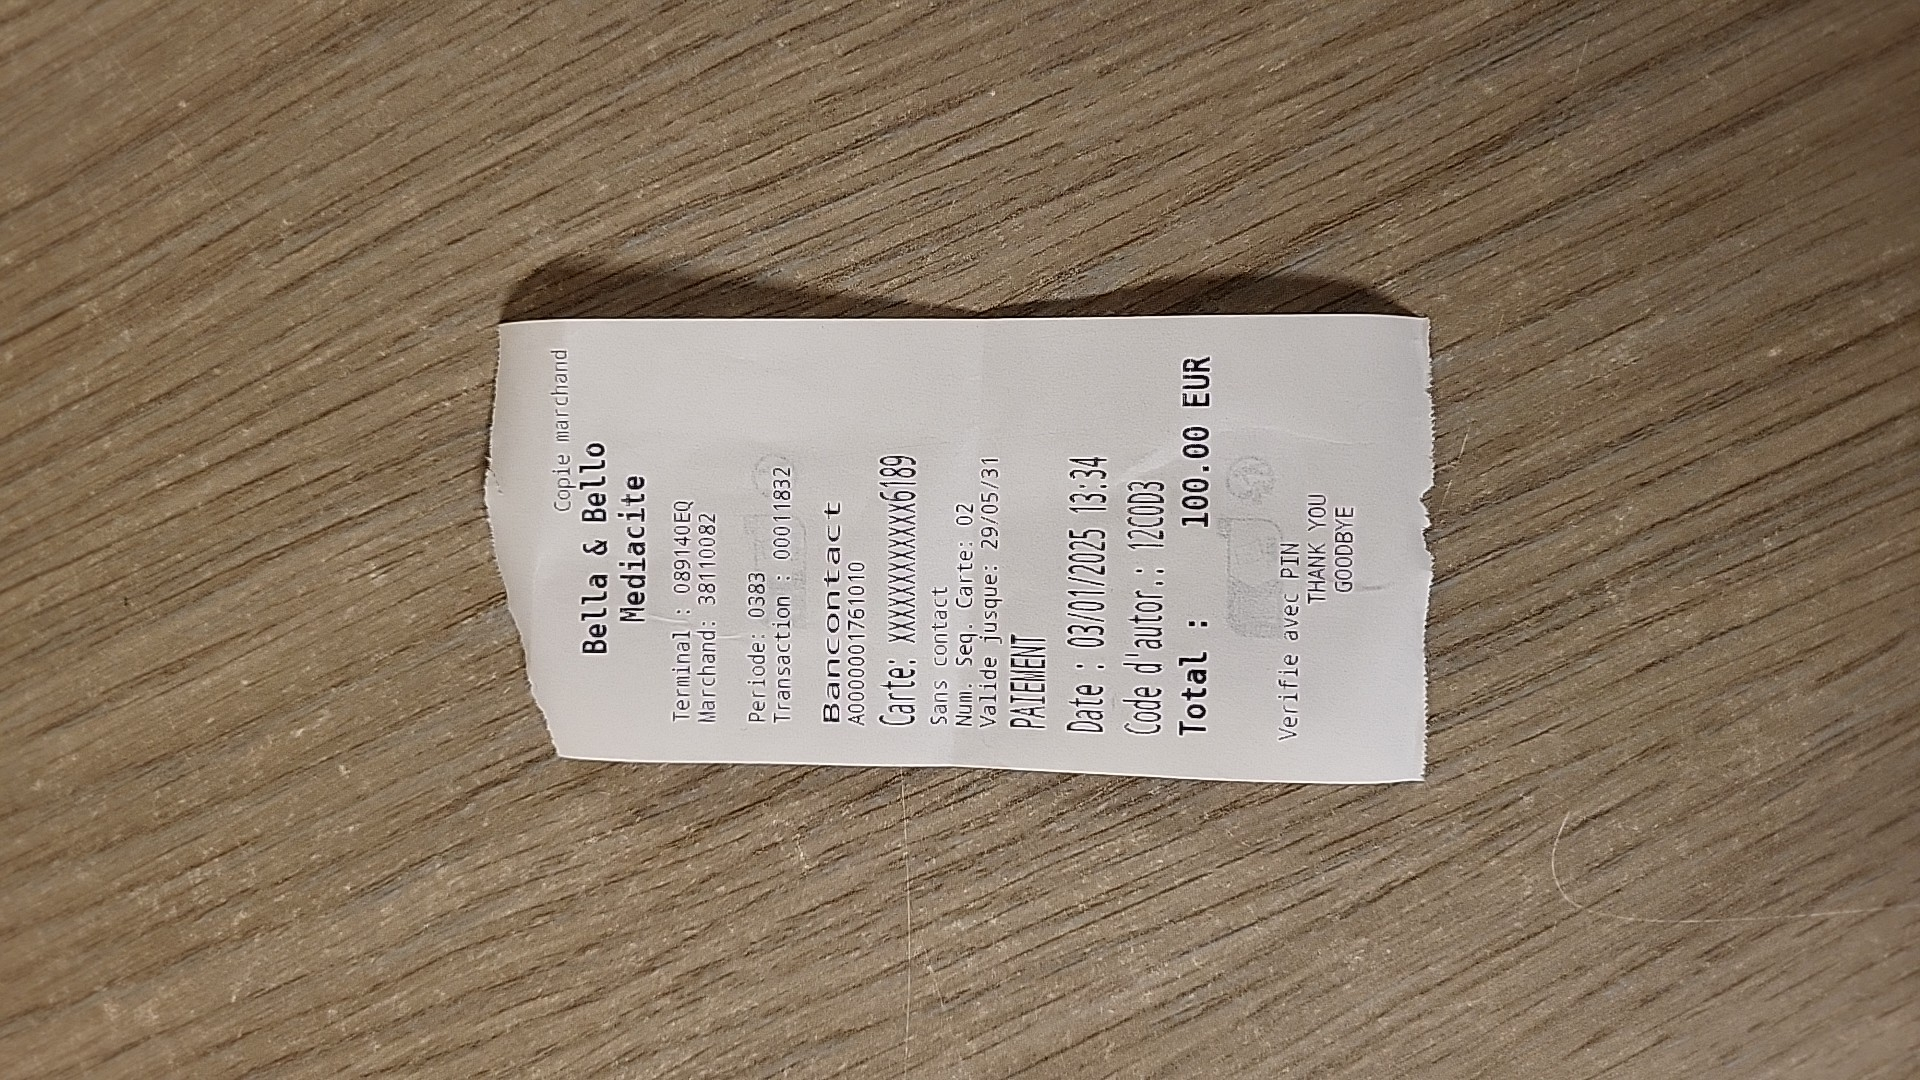 Copie marchand
Bella & Bello
Mediacite
Terminal : 089140EQ
Marchand: 38110082
Periode: 0383
Transaction : 00011832
Bancontact
A0000001761010
Carte: XXXXXXXXXXXXX6189
Sans contact
Num. Seq. Carte: 02
Valide jusque: 29/05/31
PAIEMENT
Date : 03/01/2025 13:34
Code d'autor.: 12C0D3
Total : 100.00 EUR
Verifie avec PIN
THANK YOU
GOODBYE